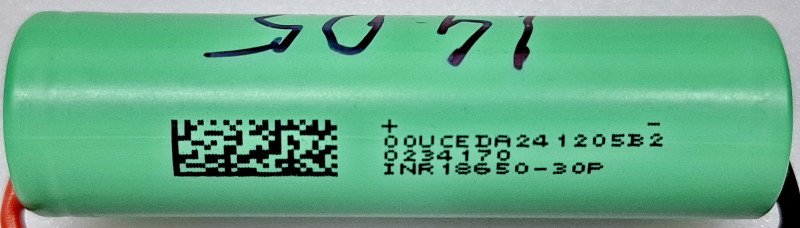 + −
00UCEDA241205B2
0234170
INR18650-30P